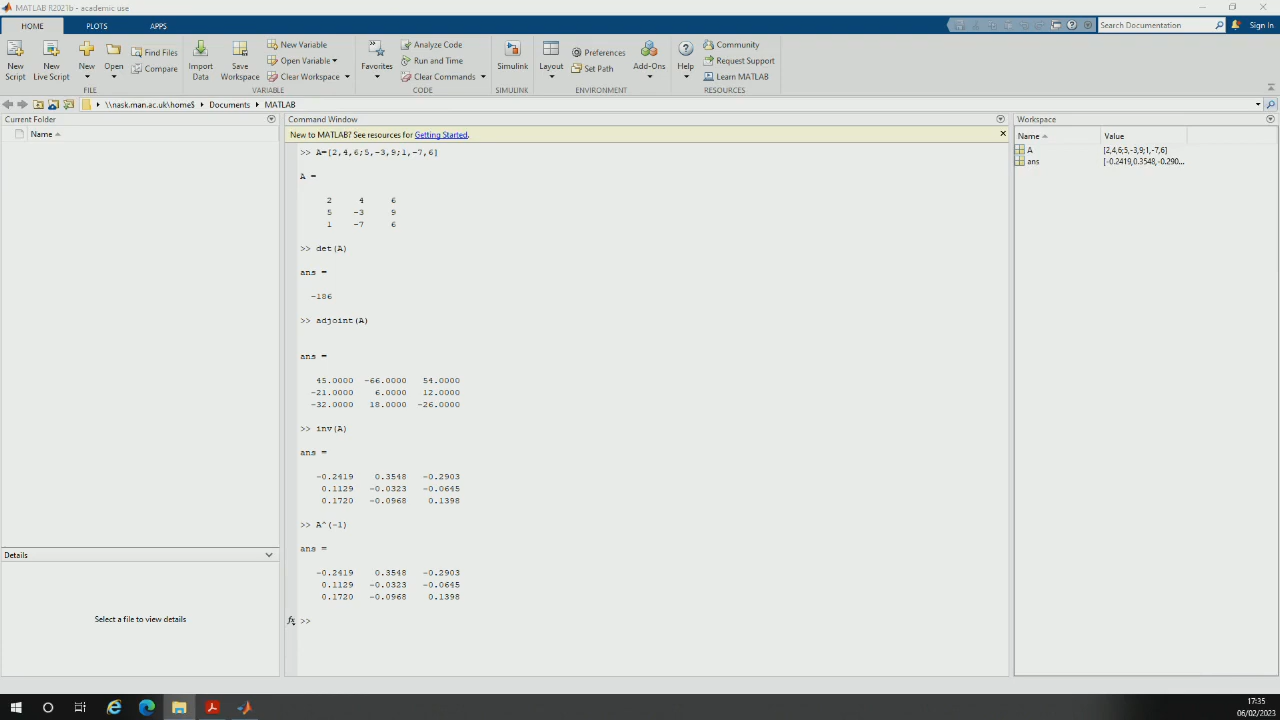 MATLAB R2021b - academic use
HOME PLOTS APPS
Search Documentation
Sign In
New Script
New Live Script
New
Open
Find Files
Compare
Import Data
Save Workspace
New Variable
Open Variable
Clear Workspace
Favorites
Analyze Code
Run and Time
Clear Commands
Simulink
Layout
Preferences
Set Path
Add-Ons
Help
Community
Request Support
Learn MATLAB
FILE VARIABLE CODE SIMULINK ENVIRONMENT RESOURCES
\\nask.man.ac.uk\home$ Documents MATLAB
Current Folder
Name
Details
Select a file to view details
Command Window
New to MATLAB? See resources for Getting Started.
>> A=[2,4,6;5,-3,9;1,-7,6]
A =
2 4 6
5 -3 9
1 -7 6
>> det(A)
ans =
-186
>> adjoint(A)
ans =
45.0000 -66.0000 54.0000
-21.0000 6.0000 12.0000
-32.0000 18.0000 -26.0000
>> inv(A)
ans =
-0.2419 0.3548 -0.2903
0.1129 -0.0323 -0.0645
0.1720 -0.0968 0.1398
>> A^(-1)
ans =
-0.2419 0.3548 -0.2903
0.1129 -0.0323 -0.0645
0.1720 -0.0968 0.1398
fx >>
Workspace
Name Value
A [2,4,6;5,-3,9;1,-7,6]
ans [-0.2419,0.3548,-0.290...
17:35
06/02/2023